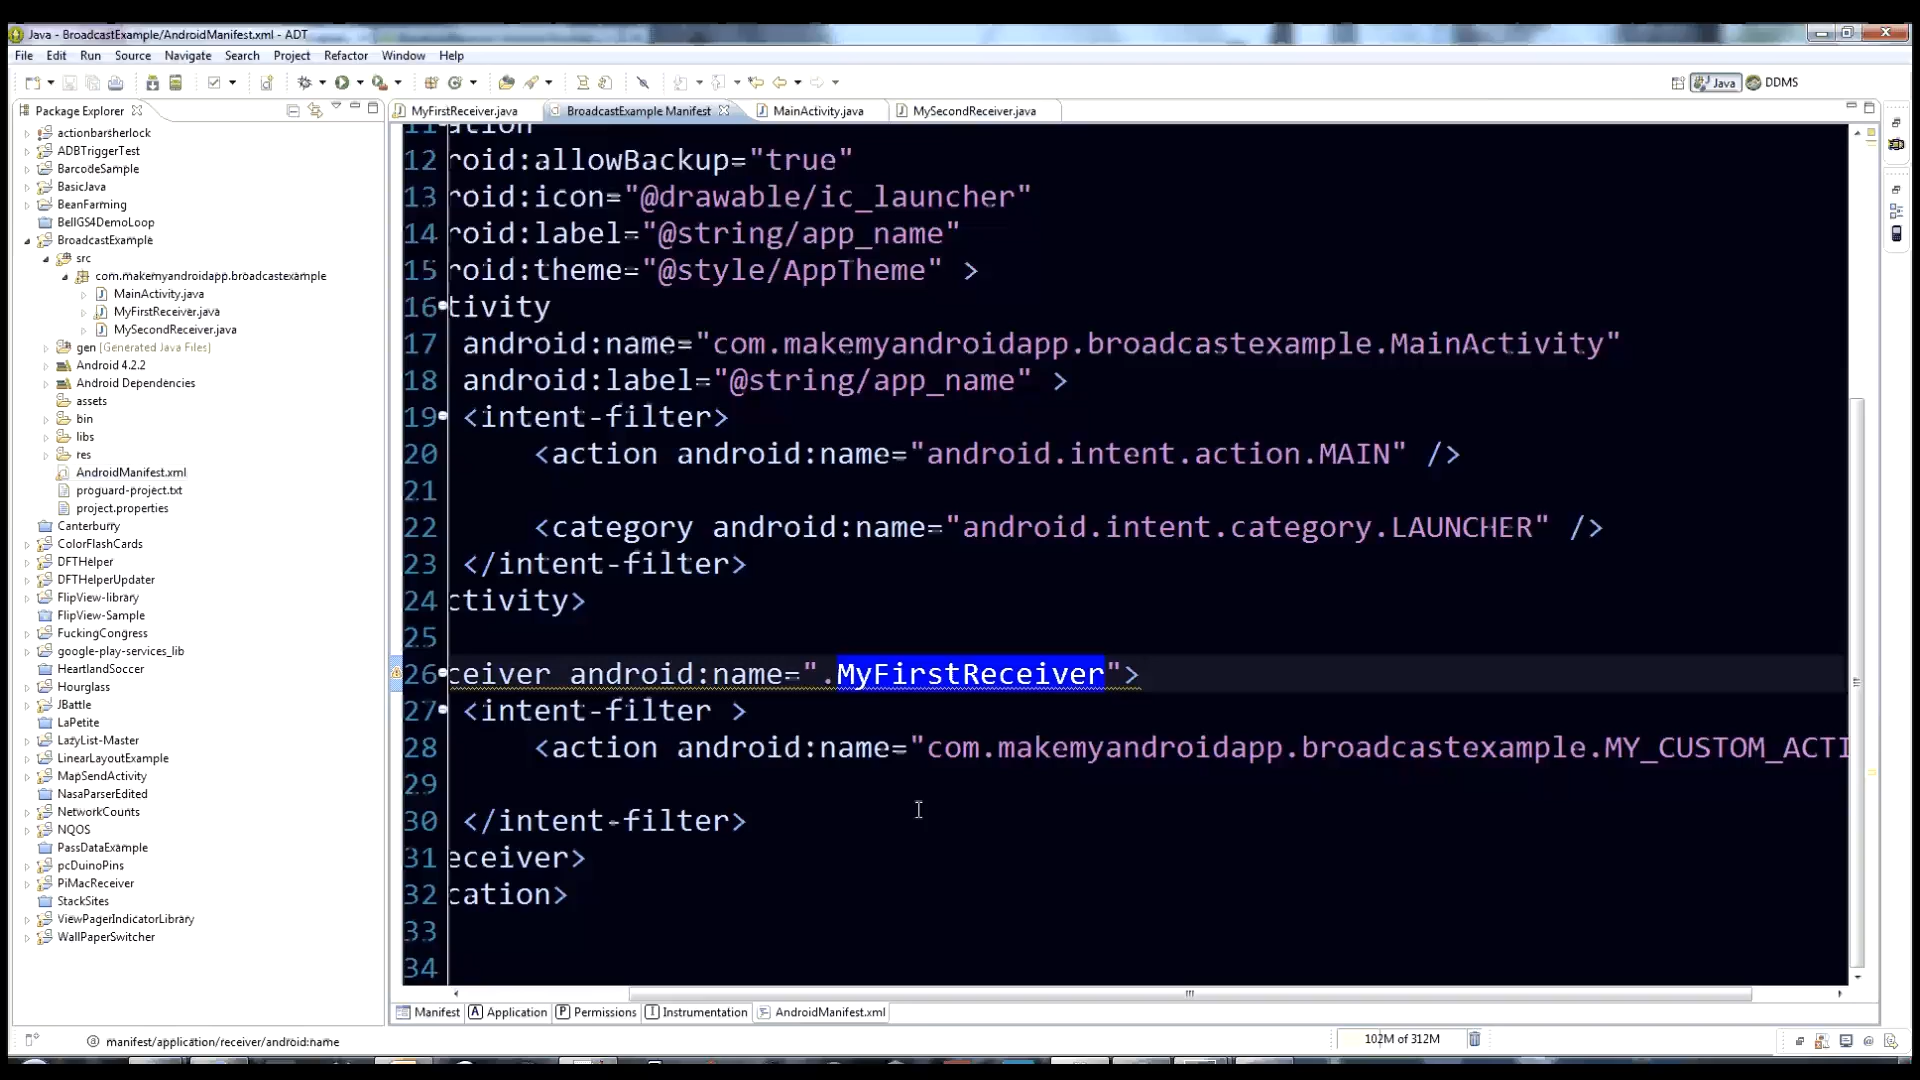 Java - BroadcastExample/AndroidManifest.xml - ADT
File Edit Run Source Navigate Search Project Refactor Window Help
Java DDMS
Package Explorer
actionbarsherlock
ADBTriggerTest
BarcodeSample
BasicJava
BeanFarming
BellGS4DemoLoop
BroadcastExample
src
com.makemyandroidapp.broadcastexample
MainActivity.java
MyFirstReceiver.java
MySecondReceiver.java
gen [Generated Java Files]
Android 4.2.2
Android Dependencies
assets
bin
libs
res
AndroidManifest.xml
proguard-project.txt
project.properties
Canterburry
ColorFlashCards
DFTHelper
DFTHelperUpdater
FlipView-library
FlipView-Sample
FuckingCongress
google-play-services_lib
HeartlandSoccer
Hourglass
JBattle
LaPetite
LazyList-Master
LinearLayoutExample
MapSendActivity
NasaParserEdited
NetworkCounts
NQOS
PassDataExample
pcDuinoPins
PiMacReceiver
StackSites
ViewPagerIndicatorLibrary
WallPaperSwitcher
MyFirstReceiver.java BroadcastExample Manifest MainActivity.java MySecondReceiver.java
11 ation
12 roid:allowBackup="true"
13 roid:icon="@drawable/ic_launcher"
14 roid:label="@string/app_name"
15 roid:theme="@style/AppTheme" >
16 tivity
17 android:name="com.makemyandroidapp.broadcastexample.MainActivity"
18 android:label="@string/app_name" >
19 <intent-filter>
20 <action android:name="android.intent.action.MAIN" />
21
22 <category android:name="android.intent.category.LAUNCHER" />
23 </intent-filter>
24 ctivity>
25
26 ceiver android:name=".MyFirstReceiver">
27 <intent-filter >
28 <action android:name="com.makemyandroidapp.broadcastexample.MY_CUSTOM_ACTI
29
30 </intent-filter>
31 eceiver>
32 cation>
33
34
Manifest A Application P Permissions I Instrumentation AndroidManifest.xml
manifest/application/receiver/android:name
102M of 312M